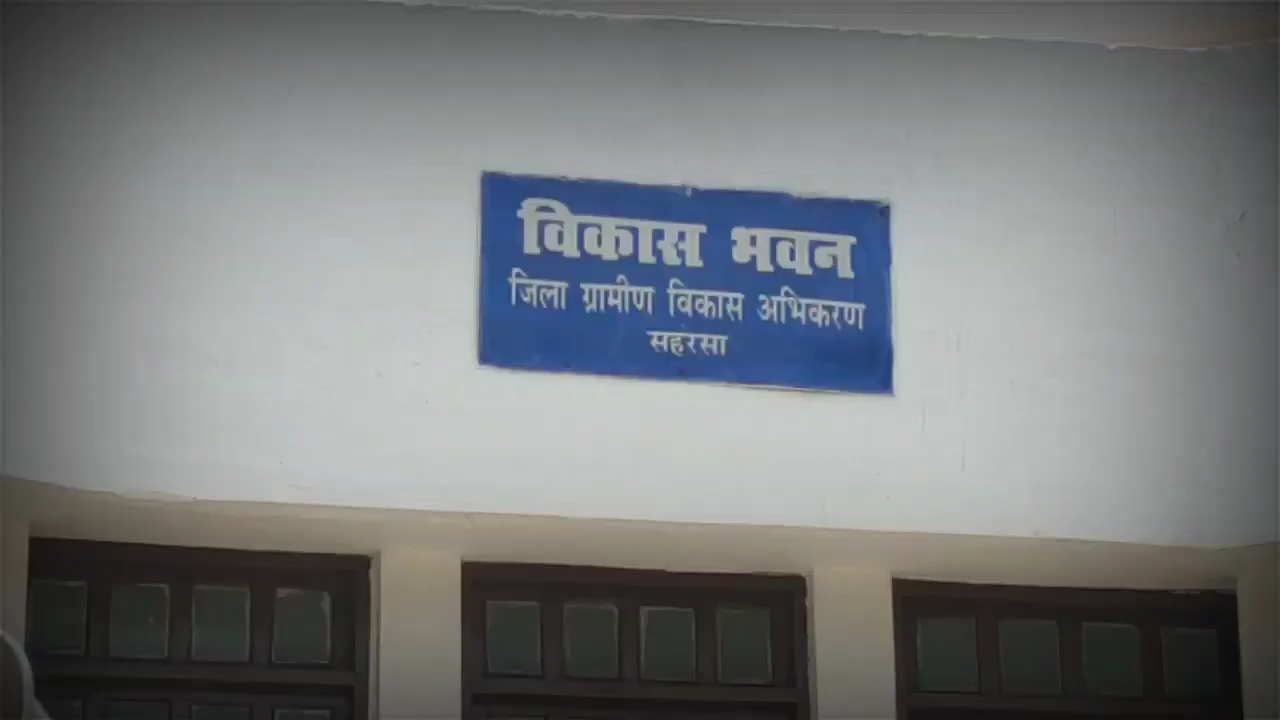 विकास भवन
जिला ग्रामीण विकास अभिकरण
सहरसा